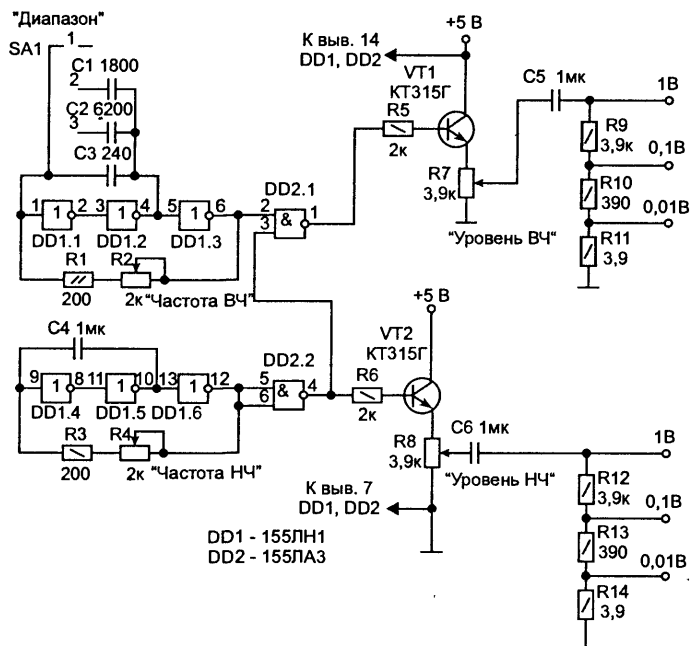 "Диапазон"
SA1
1
C1 1800
2
C2 6200
3
C3 240
1 1 2 3 1 4 5 1 6
DD1.1 DD1.2 DD1.3
R1 R2
200 2к "Частота ВЧ"
DD2.1
2
3
&
1
+5 В
К выв. 14
DD1, DD2
VT1
КТ315Г
R5
2к
R7
3,9к
"Уровень ВЧ"
C5 1мк
1В
R9
3,9к
0,1В
R10
390
0,01В
R11
3,9
C4 1мк
9 1 8 11 1 10 13 1 12
DD1.4 DD1.5 DD1.6
R3 R4
200 2к "Частота НЧ"
DD2.2
5
6
&
4
+5 В
VT2
КТ315Г
R6
2к
R8
3,9к
C6 1мк
"Уровень НЧ"
К выв. 7
DD1, DD2
1В
R12
3,9к
0,1В
R13
390
0,01В
R14
3,9
DD1 - 155ЛН1
DD2 - 155ЛА3